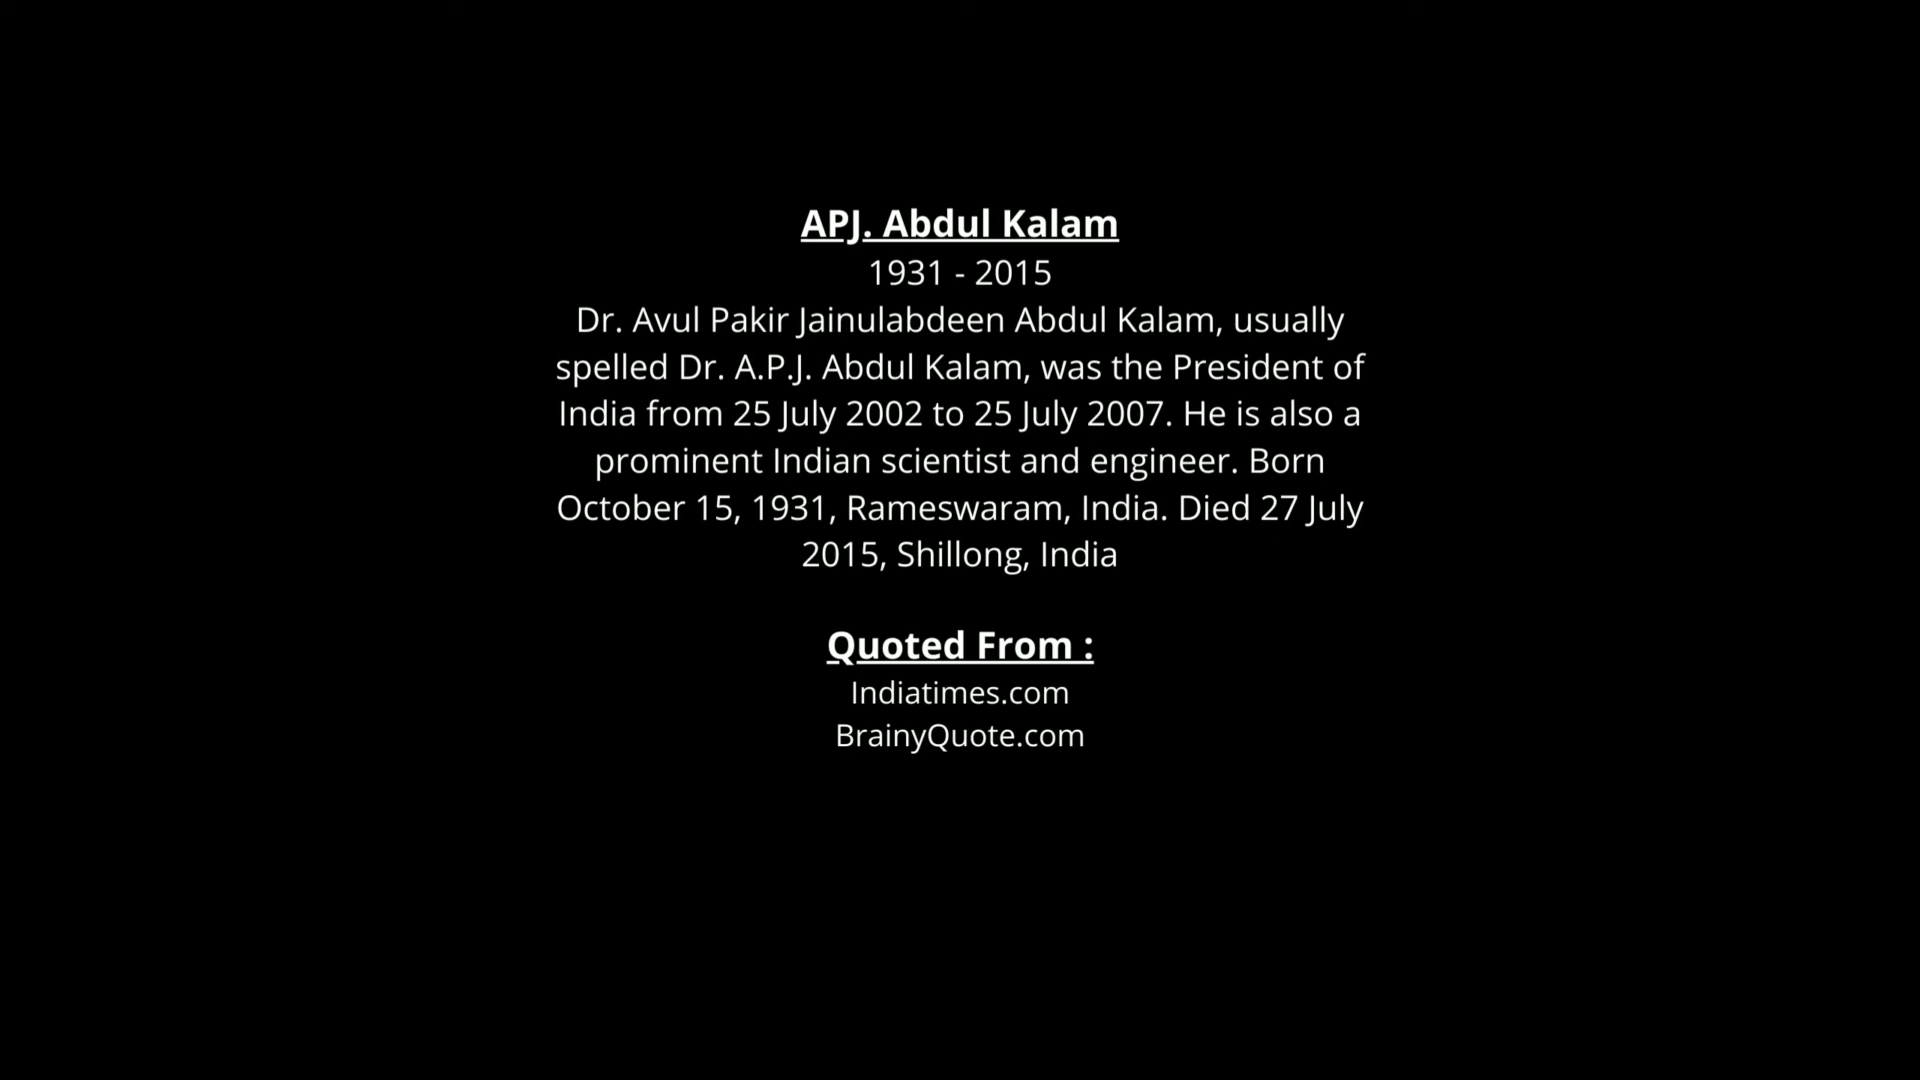 APJ. Abdul Kalam
1931 - 2015
Dr. Avul Pakir Jainulabdeen Abdul Kalam, usually
spelled Dr. A.P.J. Abdul Kalam, was the President of
India from 25 July 2002 to 25 July 2007. He is also a
prominent Indian scientist and engineer. Born
October 15, 1931, Rameswaram, India. Died 27 July
2015, Shillong, India
Quoted From :
Indiatimes.com
BrainyQuote.com